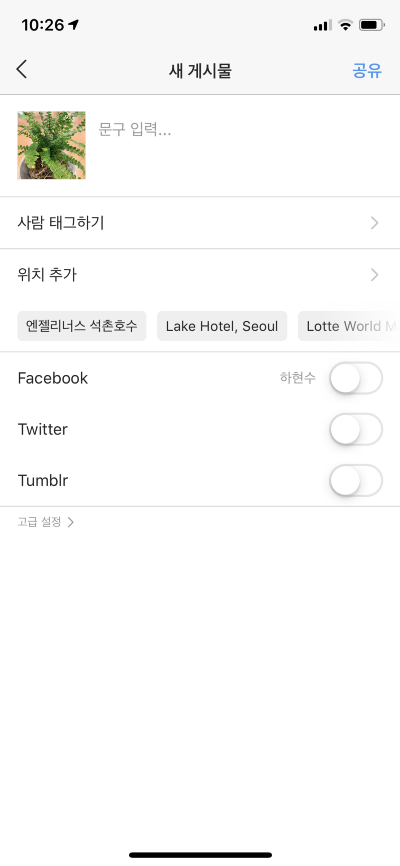 10:26
새 게시물
공유
문구 입력...
사람 태그하기
위치 추가
엔젤리너스 석촌호수
Lake Hotel, Seoul
Lotte World M
Facebook
하현수
Twitter
Tumblr
고급 설정